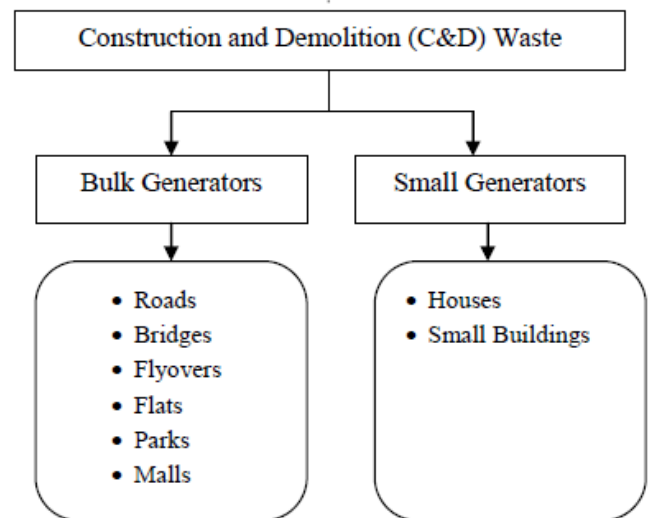 Construction and Demolition (C&D) Waste
Bulk Generators
Small Generators
• Roads
• Bridges
• Flyovers
• Flats
• Parks
• Malls
• Houses
• Small Buildings